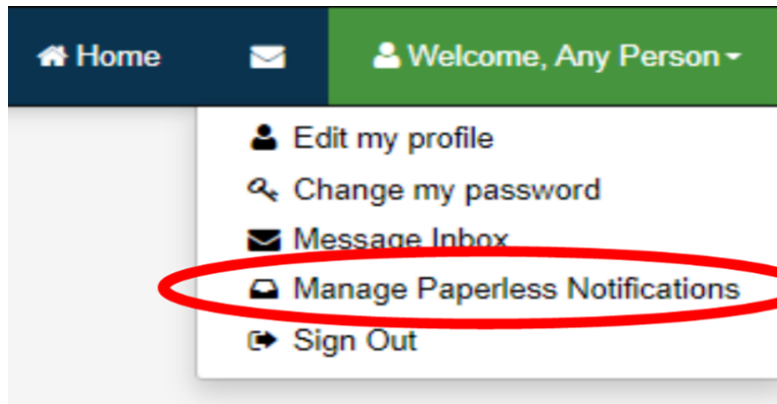 Home Welcome, Any Person
Edit my profile
Change my password
Message Inbox
Manage Paperless Notifications
Sign Out